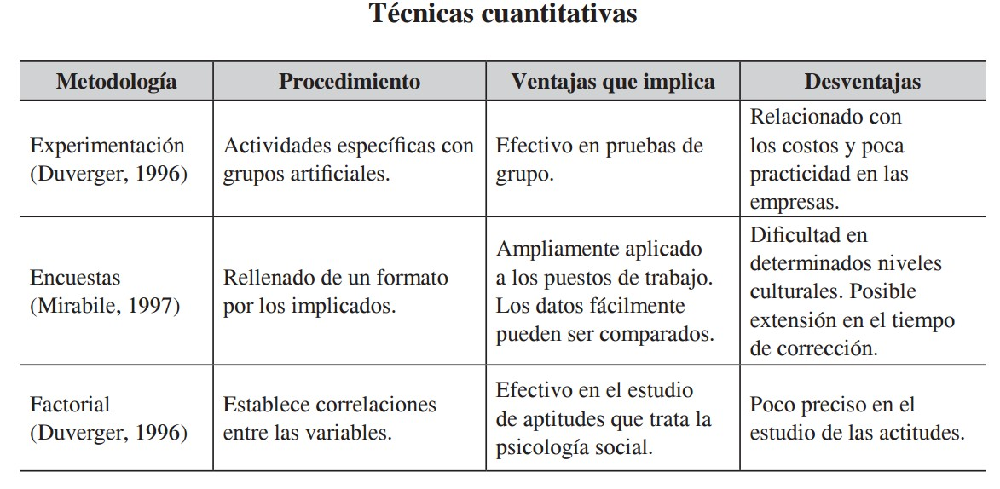 Técnicas cuantitativas
Metodología
Procedimiento
Ventajas que implica
Desventajas
Experimentación
(Duverger, 1996)
Actividades específicas con
grupos artificiales.
Efectivo en pruebas de
grupo.
Relacionado con
los costos y poca
practicidad en las
empresas.
Encuestas
(Mirabile, 1997)
Rellenado de un formato
por los implicados.
Ampliamente aplicado
a los puestos de trabajo.
Los datos fácilmente
pueden ser comparados.
Dificultad en
determinados niveles
culturales. Posible
extensión en el tiempo
de corrección.
Factorial
(Duverger, 1996)
Establece correlaciones
entre las variables.
Efectivo en el estudio
de aptitudes que trata la
psicología social.
Poco preciso en el
estudio de las actitudes.